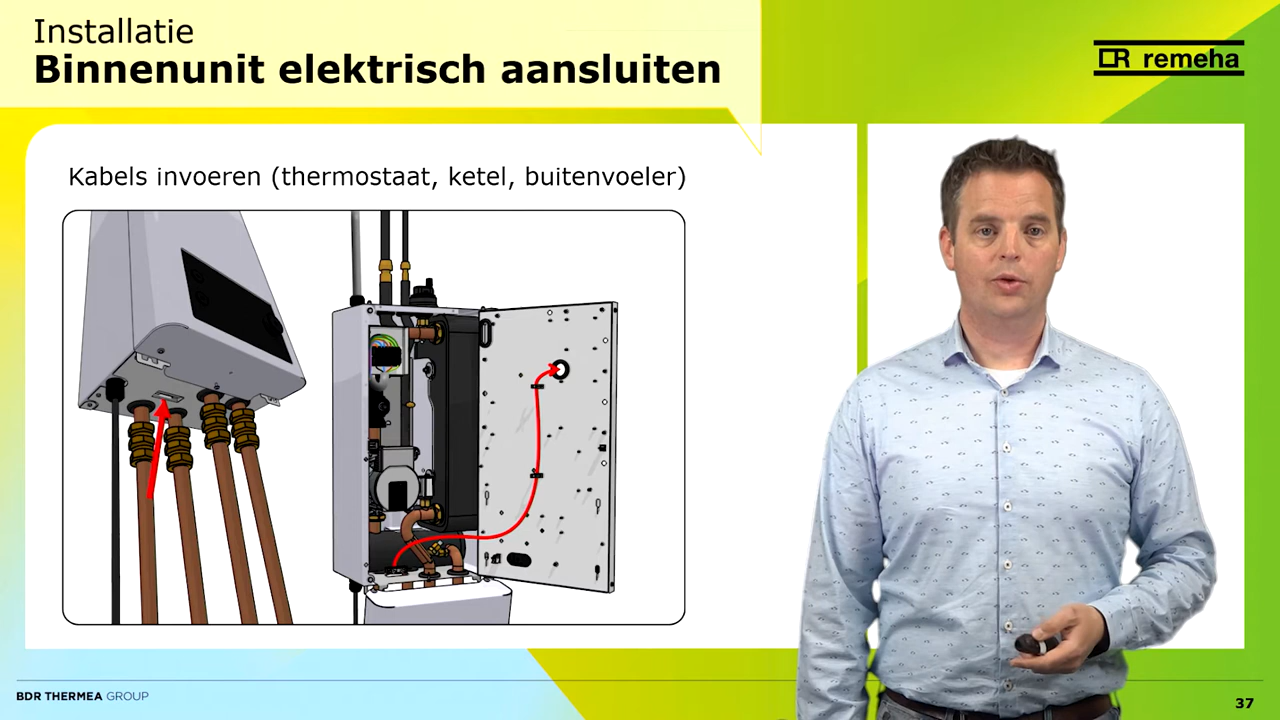 Installatie
Binnenunit elektrisch aansluiten
remeha
Kabels invoeren (thermostaat, ketel, buitenvoeler)
BDR THERMEA GROUP
37